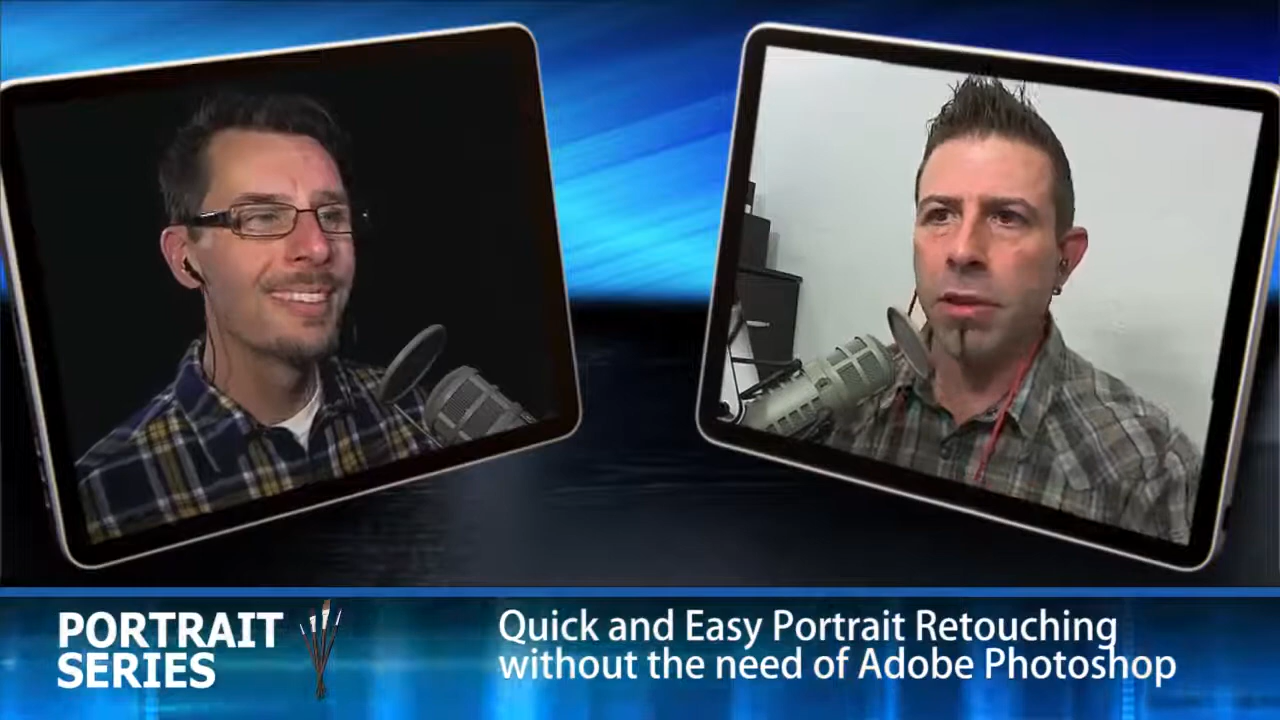 PORTRAIT
SERIES
Quick and Easy Portrait Retouching
without the need of Adobe Photoshop